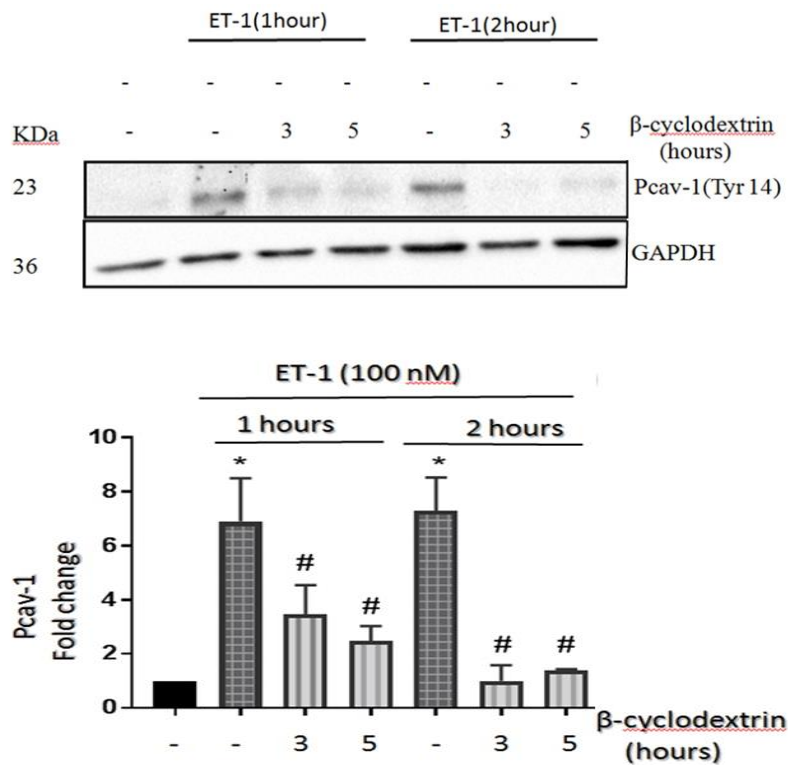 ET-1(1hour) ET-1(2hour)
- - - - - - -
KDa - - 3 5 - 3 5 β-cyclodextrin
(hours)
23 Pcav-1(Tyr 14)
36 GAPDH
ET-1 (100 nM)
1 hours 2 hours
10
8
6
4
2
0
Pcav-1
Fold change
* # # * # #
- - 3 5 - 3 5 β-cyclodextrin
(hours)